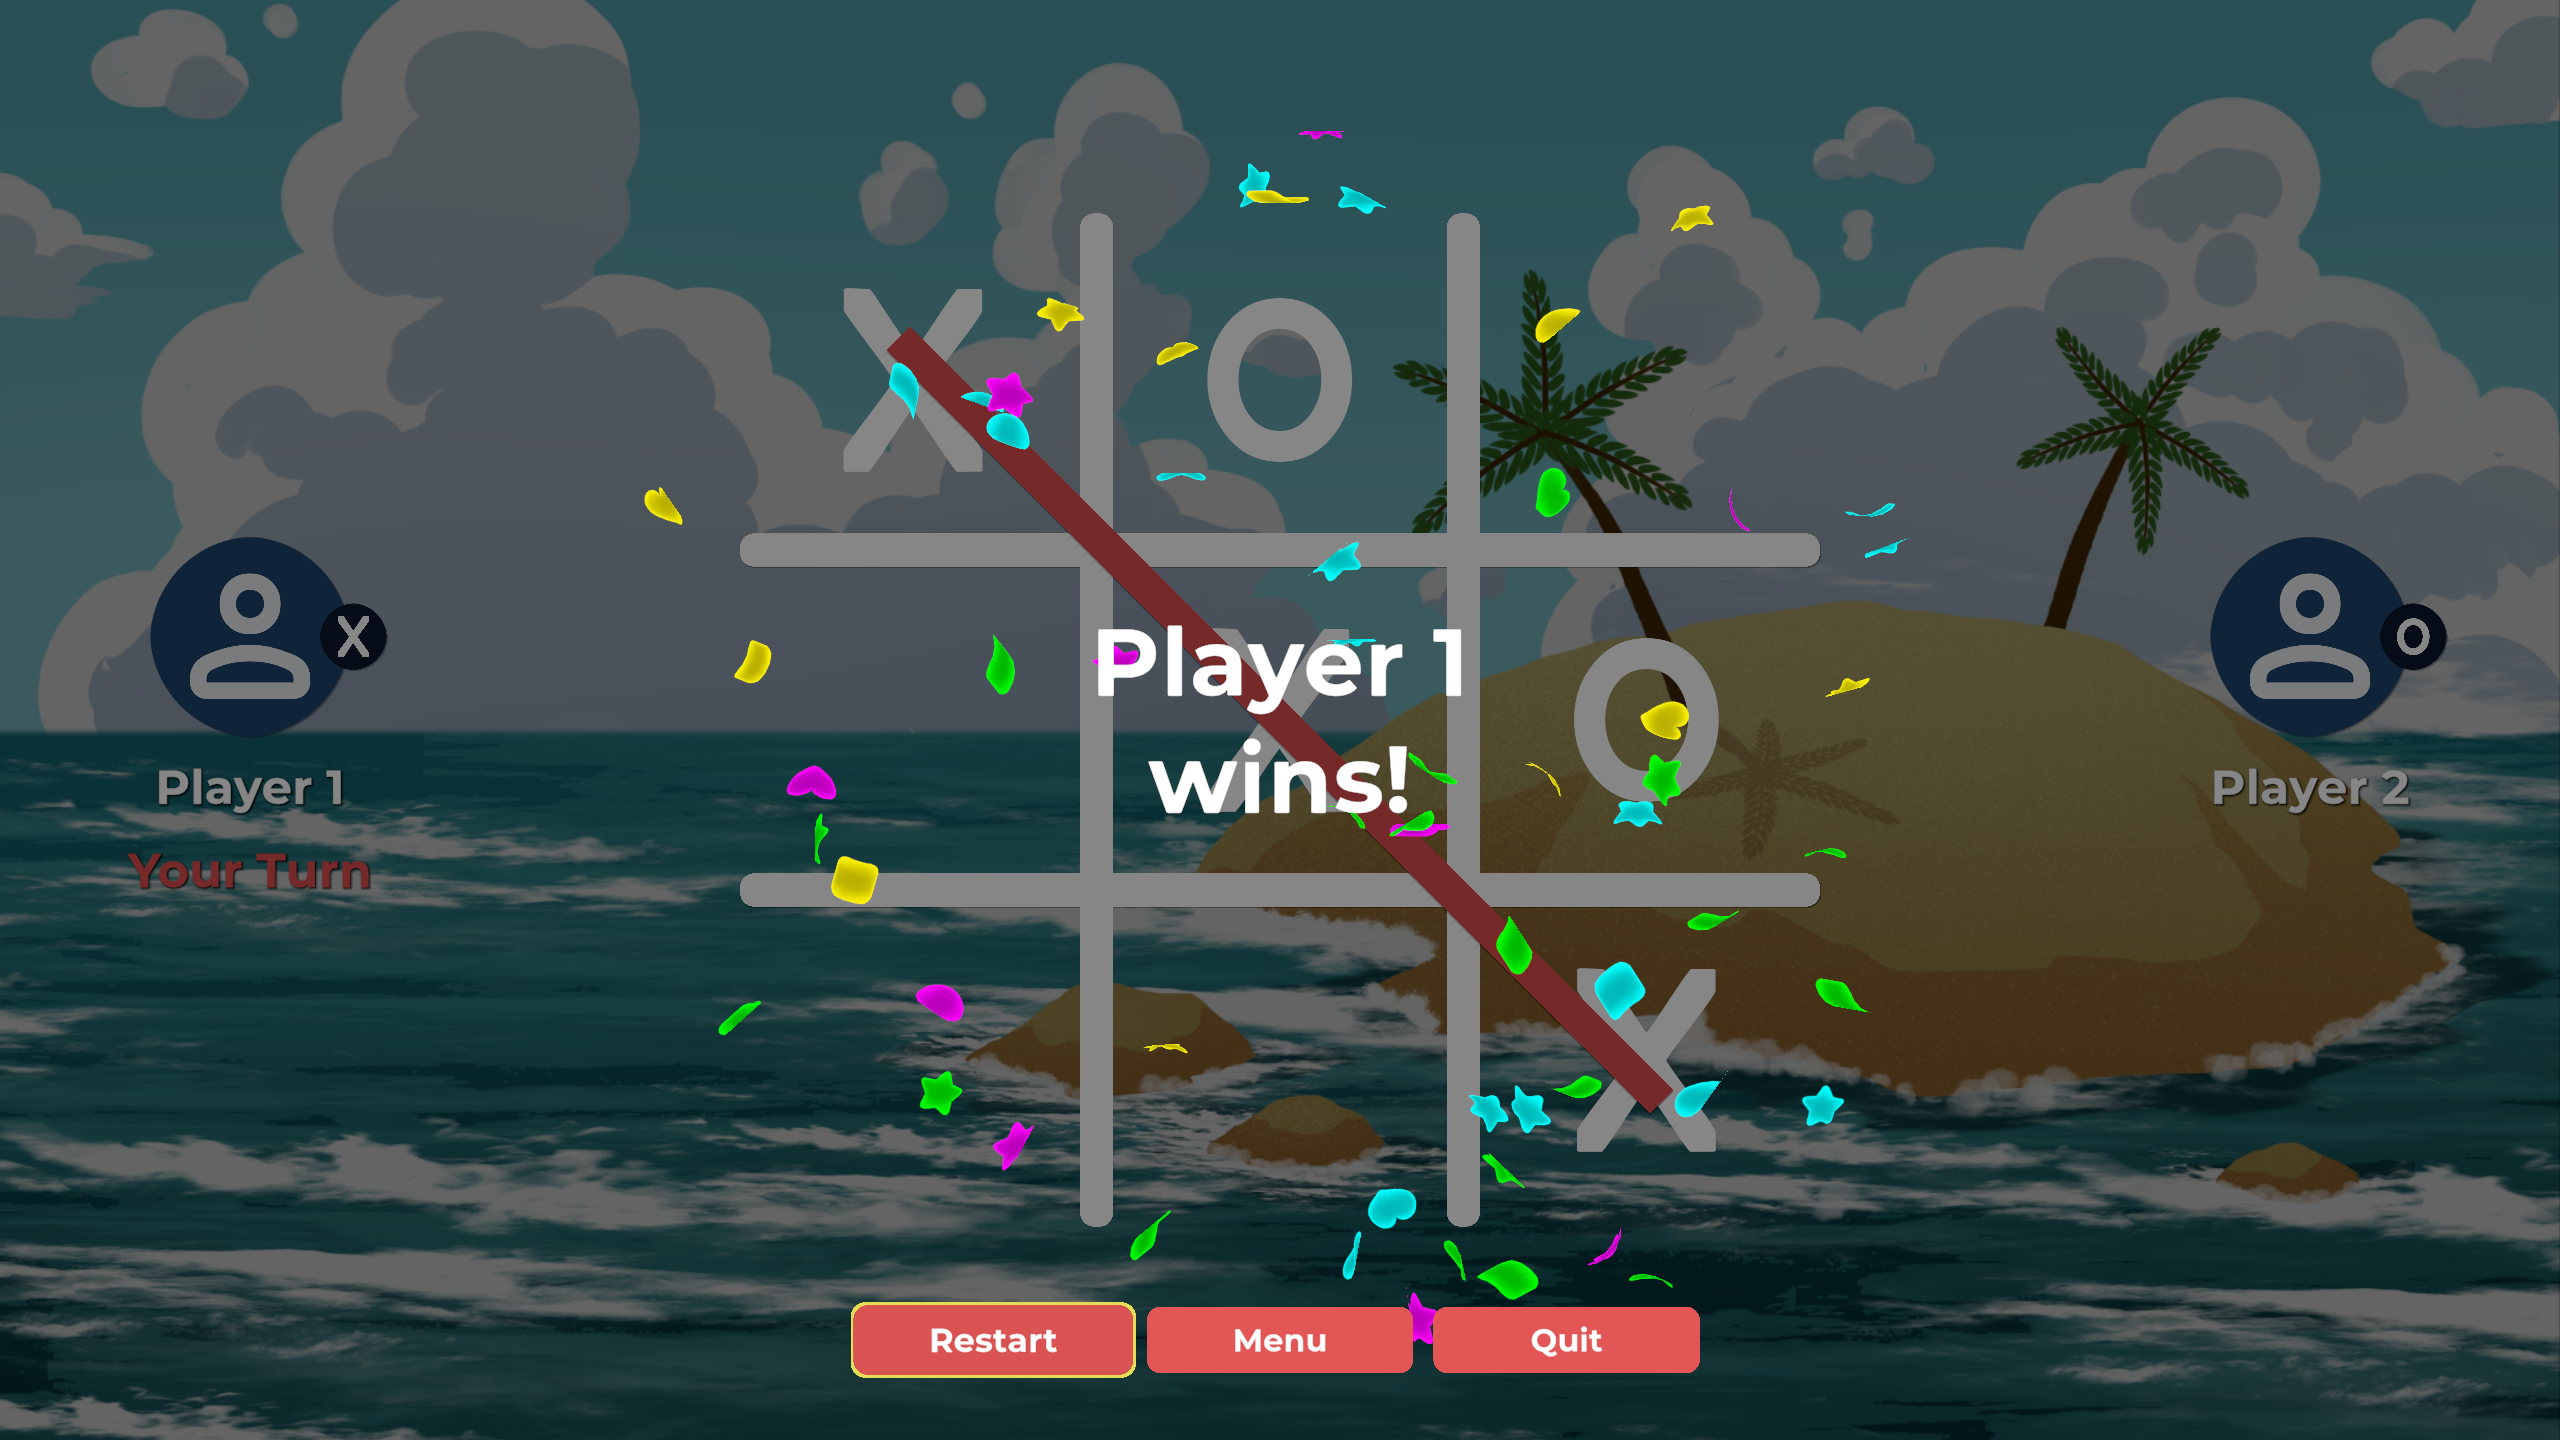 X
O
X
O
X
Player 1
wins!
X
Player 1
Your Turn
O
Player 2
Restart
Menu
Quit